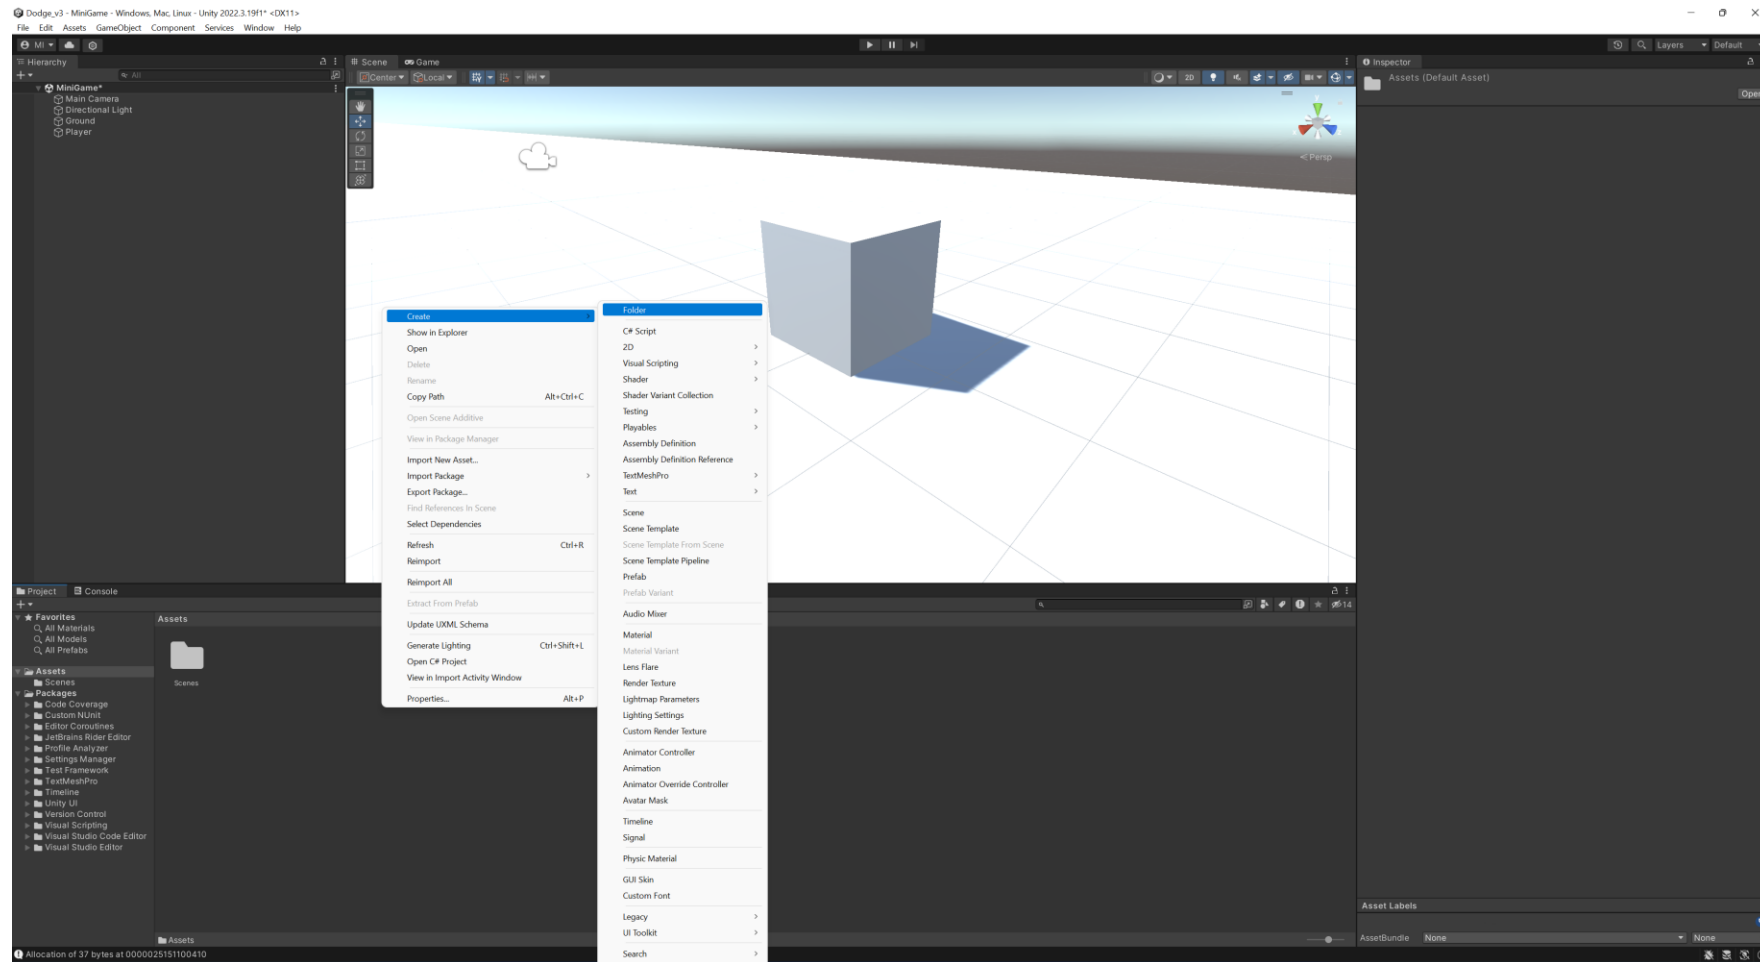 Dodge_v3 - MiniGame - Windows, Mac, Linux - Unity 2022.3.19f1* <DX11>
File Edit Assets GameObject Component Services Window Help
MI
Layers Default
Hierarchy
All
MiniGame*
Main Camera
Directional Light
Ground
Player
Scene Game
Center Local
2D
Persp
Inspector
Assets (Default Asset)
Open
Create
Show in Explorer
Open
Delete
Rename
Copy Path Alt+Ctrl+C
Open Scene Additive
View in Package Manager
Import New Asset...
Import Package
Export Package...
Find References In Scene
Select Dependencies
Refresh Ctrl+R
Reimport
Reimport All
Extract From Prefab
Update UXML Schema
Generate Lighting Ctrl+Shift+L
Open C# Project
View in Import Activity Window
Properties... Alt+P
Folder
C# Script
2D
Visual Scripting
Shader
Shader Variant Collection
Testing
Playables
Assembly Definition
Assembly Definition Reference
TextMeshPro
Text
Scene
Scene Template
Scene Template From Scene
Scene Template Pipeline
Prefab
Prefab Variant
Audio Mixer
Material
Material Variant
Lens Flare
Render Texture
Lightmap Parameters
Lighting Settings
Custom Render Texture
Animator Controller
Animation
Animator Override Controller
Avatar Mask
Timeline
Signal
Physic Material
GUI Skin
Custom Font
Legacy
UI Toolkit
Search
Project Console
14
Favorites
All Materials
All Models
All Prefabs
Assets
Scenes
Packages
Code Coverage
Custom NUnit
Editor Coroutines
JetBrains Rider Editor
Profile Analyzer
Settings Manager
Test Framework
TextMeshPro
Timeline
Unity UI
Version Control
Visual Scripting
Visual Studio Code Editor
Visual Studio Editor
Assets
Scenes
Assets
Asset Labels
AssetBundle None None
Allocation of 37 bytes at 0000025151100410